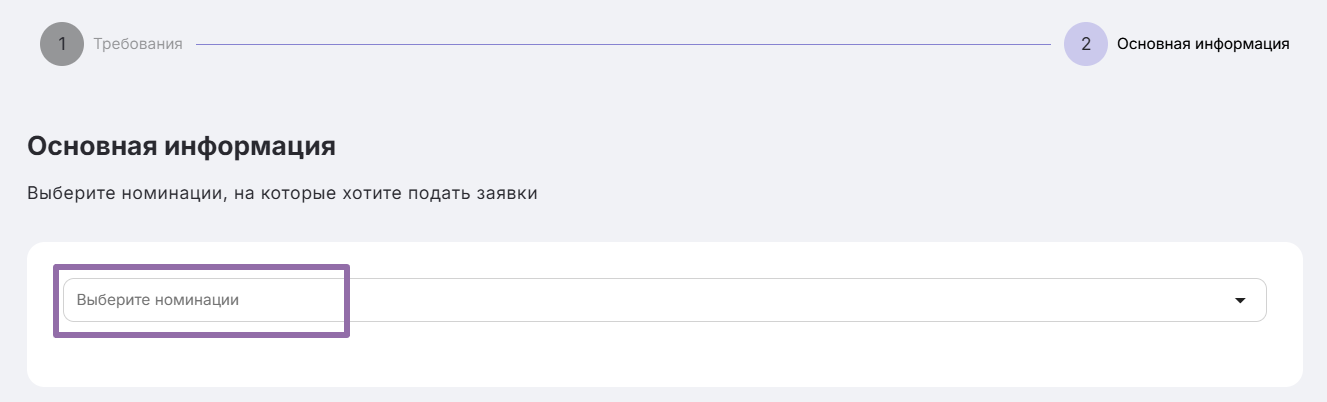 1 Требования
2 Основная информация
Основная информация
Выберите номинации, на которые хотите подать заявки
Выберите номинации